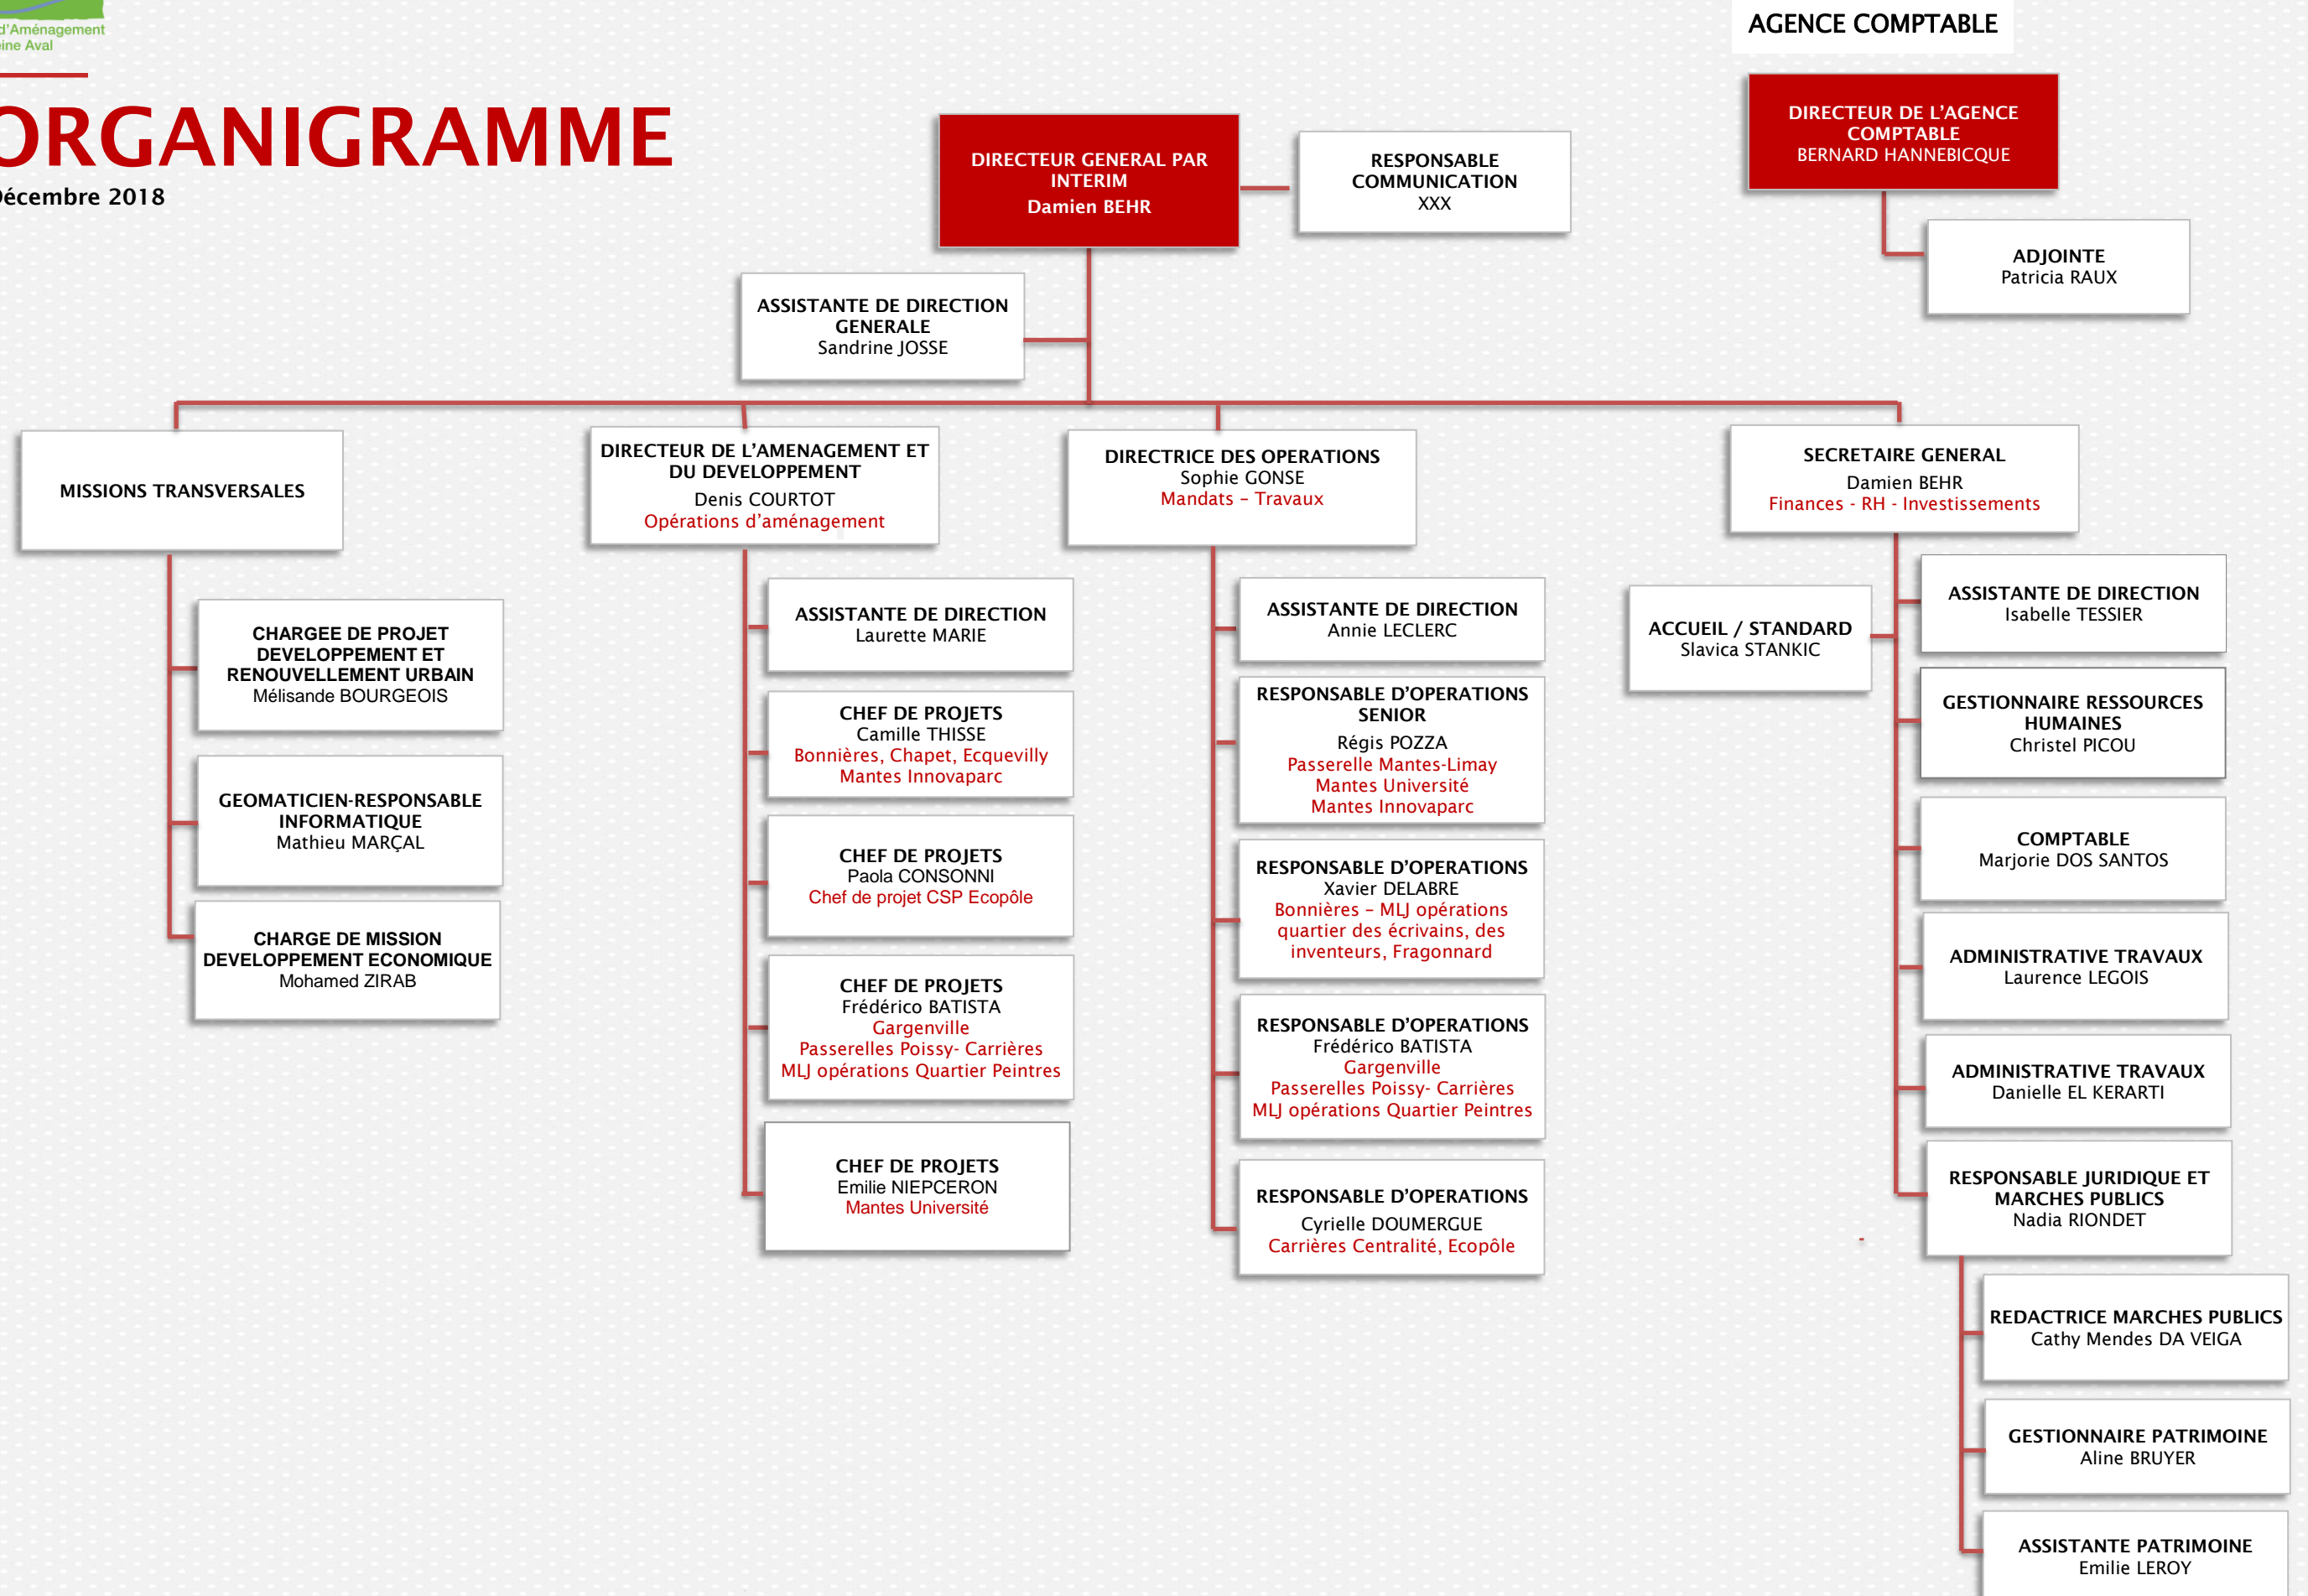 d'Aménagement
eine Aval
ORGANIGRAMME
Décembre 2018
AGENCE COMPTABLE
DIRECTEUR DE L'AGENCE
COMPTABLE
BERNARD HANNEBICQUE
ADJOINTE
Patricia RAUX
DIRECTEUR GENERAL PAR
INTERIM
Damien BEHR
RESPONSABLE
COMMUNICATION
XXX
ASSISTANTE DE DIRECTION
GENERALE
Sandrine JOSSE
MISSIONS TRANSVERSALES
CHARGEE DE PROJET
DEVELOPPEMENT ET
RENOUVELLEMENT URBAIN
Mélisande BOURGEOIS
GEOMATICIEN-RESPONSABLE
INFORMATIQUE
Mathieu MARÇAL
CHARGE DE MISSION
DEVELOPPEMENT ECONOMIQUE
Mohamed ZIRAB
DIRECTEUR DE L'AMENAGEMENT ET
DU DEVELOPPEMENT
Denis COURTOT
Opérations d'aménagement
ASSISTANTE DE DIRECTION
Laurette MARIE
CHEF DE PROJETS
Camille THISSE
Bonnières, Chapet, Ecquevilly
Mantes Innovaparc
CHEF DE PROJETS
Paola CONSONNI
Chef de projet CSP Ecopôle
CHEF DE PROJETS
Frédérico BATISTA
Gargenville
Passerelles Poissy- Carrières
MLJ opérations Quartier Peintres
CHEF DE PROJETS
Emilie NIEPCERON
Mantes Université
DIRECTRICE DES OPERATIONS
Sophie GONSE
Mandats – Travaux
ASSISTANTE DE DIRECTION
Annie LECLERC
RESPONSABLE D'OPERATIONS
SENIOR
Régis POZZA
Passerelle Mantes-Limay
Mantes Université
Mantes Innovaparc
RESPONSABLE D'OPERATIONS
Xavier DELABRE
Bonnières – MLJ opérations
quartier des écrivains, des
inventeurs, Fragonnard
RESPONSABLE D'OPERATIONS
Frédérico BATISTA
Gargenville
Passerelles Poissy- Carrières
MLJ opérations Quartier Peintres
RESPONSABLE D'OPERATIONS
Cyrielle DOUMERGUE
Carrières Centralité, Ecopôle
SECRETAIRE GENERAL
Damien BEHR
Finances - RH - Investissements
ACCUEIL / STANDARD
Slavica STANKIC
ASSISTANTE DE DIRECTION
Isabelle TESSIER
GESTIONNAIRE RESSOURCES
HUMAINES
Christel PICOU
COMPTABLE
Marjorie DOS SANTOS
ADMINISTRATIVE TRAVAUX
Laurence LEGOIS
ADMINISTRATIVE TRAVAUX
Danielle EL KERARTI
RESPONSABLE JURIDIQUE ET
MARCHES PUBLICS
Nadia RIONDET
-
REDACTRICE MARCHES PUBLICS
Cathy Mendes DA VEIGA
GESTIONNAIRE PATRIMOINE
Aline BRUYER
ASSISTANTE PATRIMOINE
Emilie LEROY